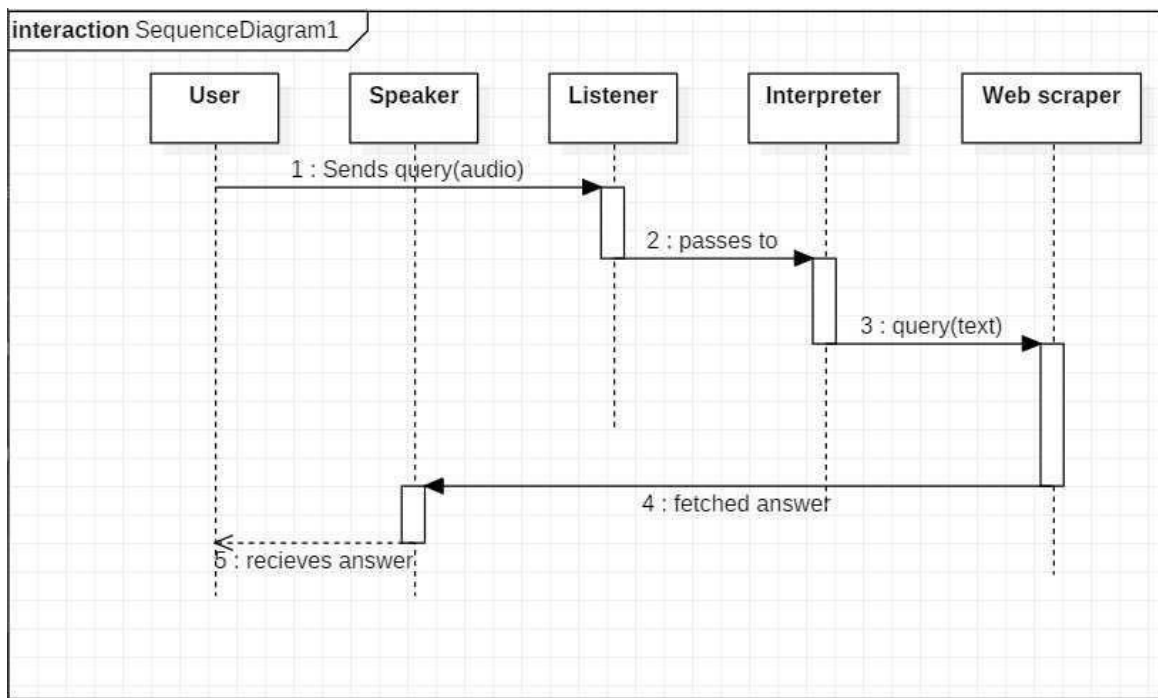 interaction SequenceDiagram1
User
Speaker
Listener
Interpreter
Web scraper
1 : Sends query(audio)
2 : passes to
3 : query(text)
4 : fetched answer
5 : recieves answer